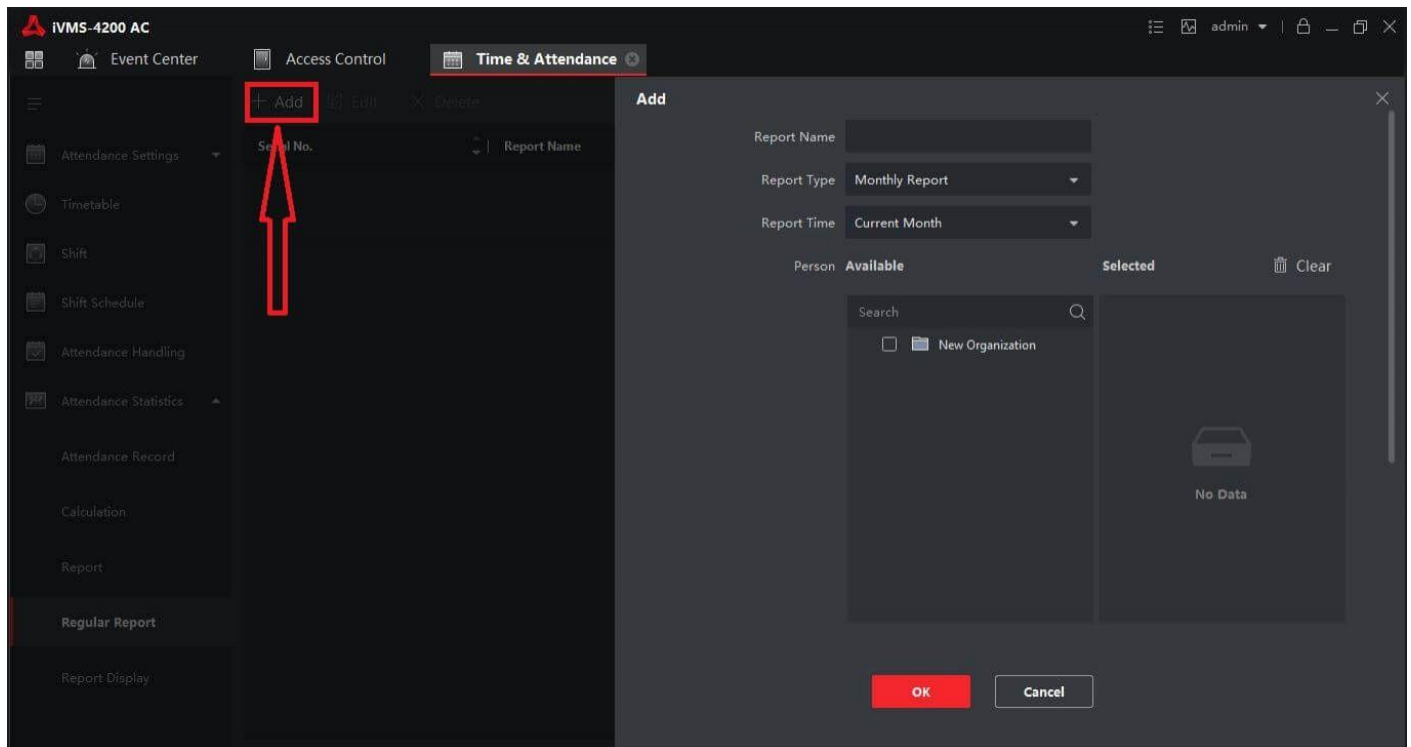 iVMS-4200 AC
admin
Event Center
Access Control
Time & Attendance
Add
Edit
Delete
Serial No.
Report Name
Attendance Settings
Timetable
Shift
Shift Schedule
Attendance Handling
Attendance Statistics
Attendance Record
Calculation
Report
Regular Report
Report Display
Add
Report Name
Report Type Monthly Report
Report Time Current Month
Person Available Selected Clear
Search
New Organization
No Data
OK Cancel